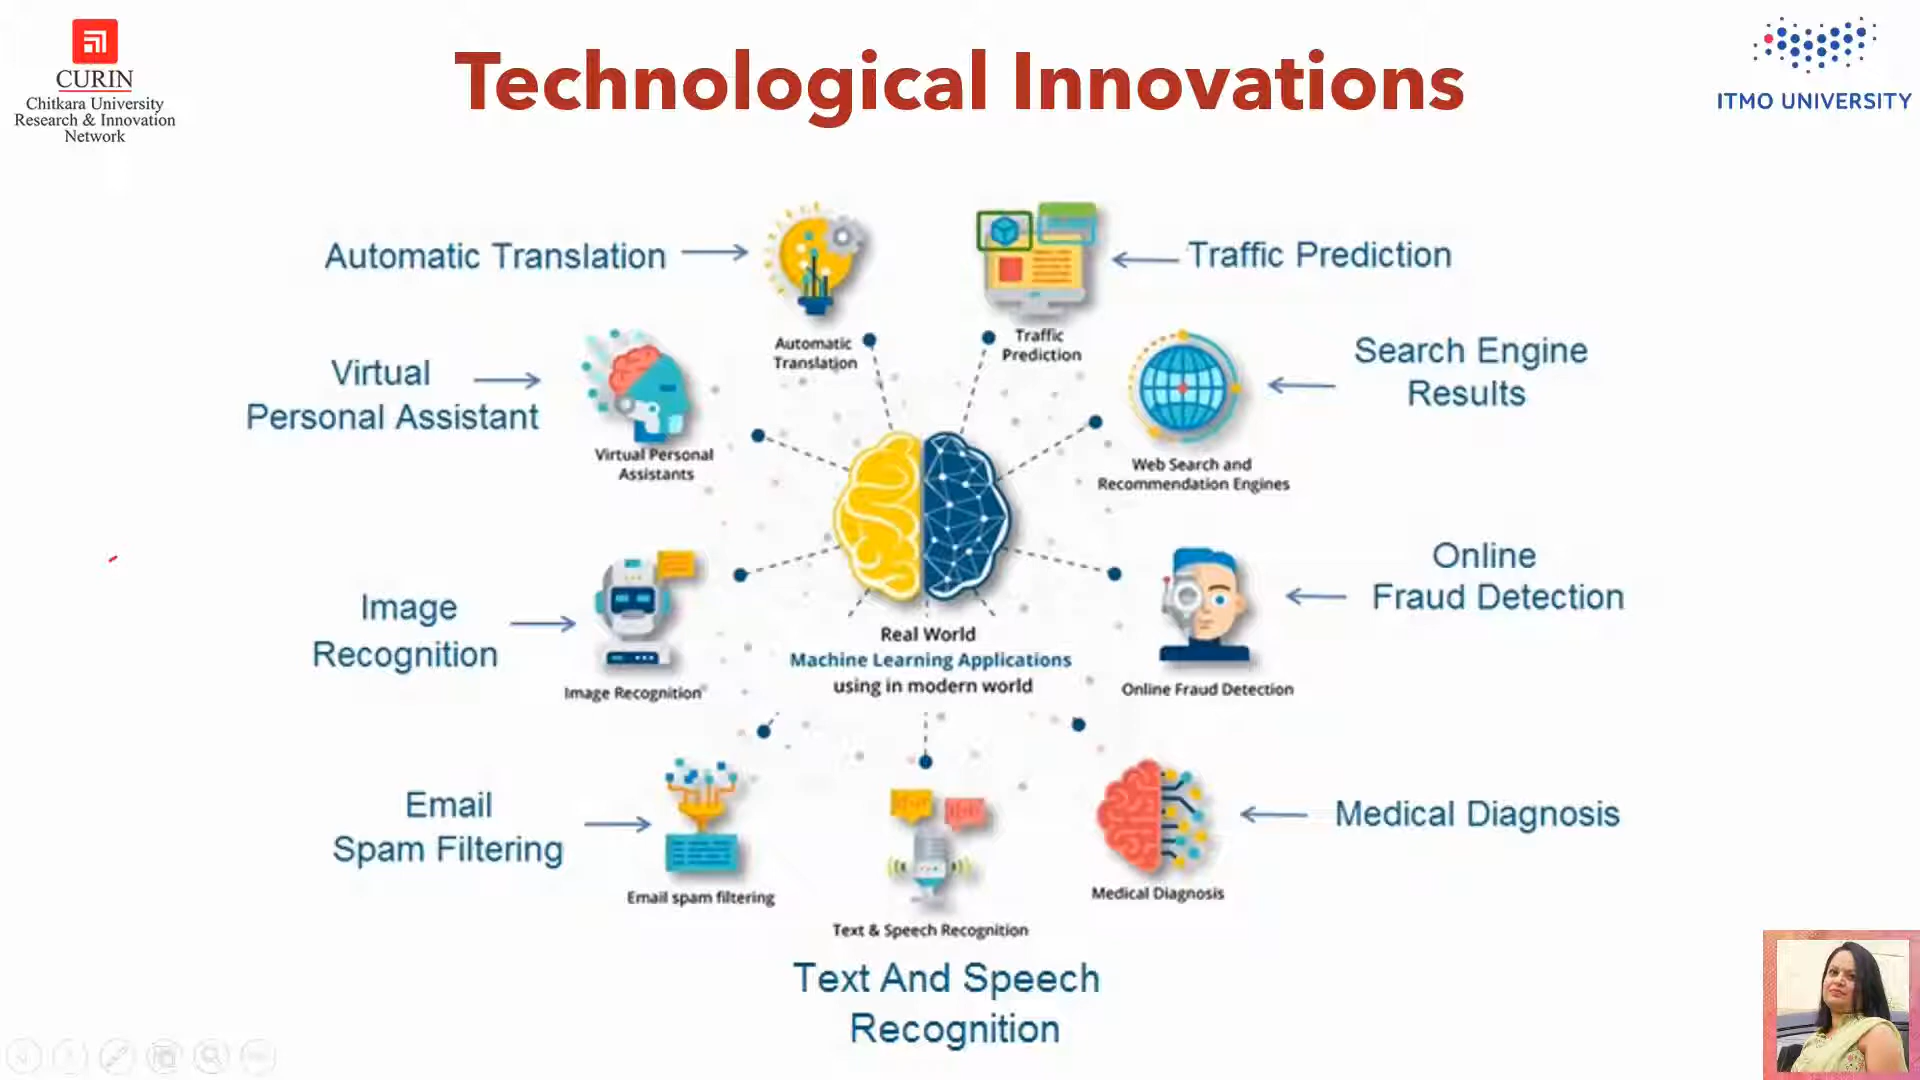 CURIN
Chitkara University
Research & Innovation
Network
Technological Innovations
ITMO UNIVERSITY
Automatic Translation
Traffic Prediction
Automatic
Translation
Traffic
Prediction
Virtual
Personal Assistant
Search Engine
Results
Virtual Personal
Assistants
Web Search and
Recommendation Engines
Image
Recognition
Online
Fraud Detection
Real World
Machine Learning Applications
using in modern world
Image Recognition
Online Fraud Detection
Email
Spam Filtering
Medical Diagnosis
Email spam filtering
Medical Diagnosis
Text & Speech Recognition
Text And Speech
Recognition